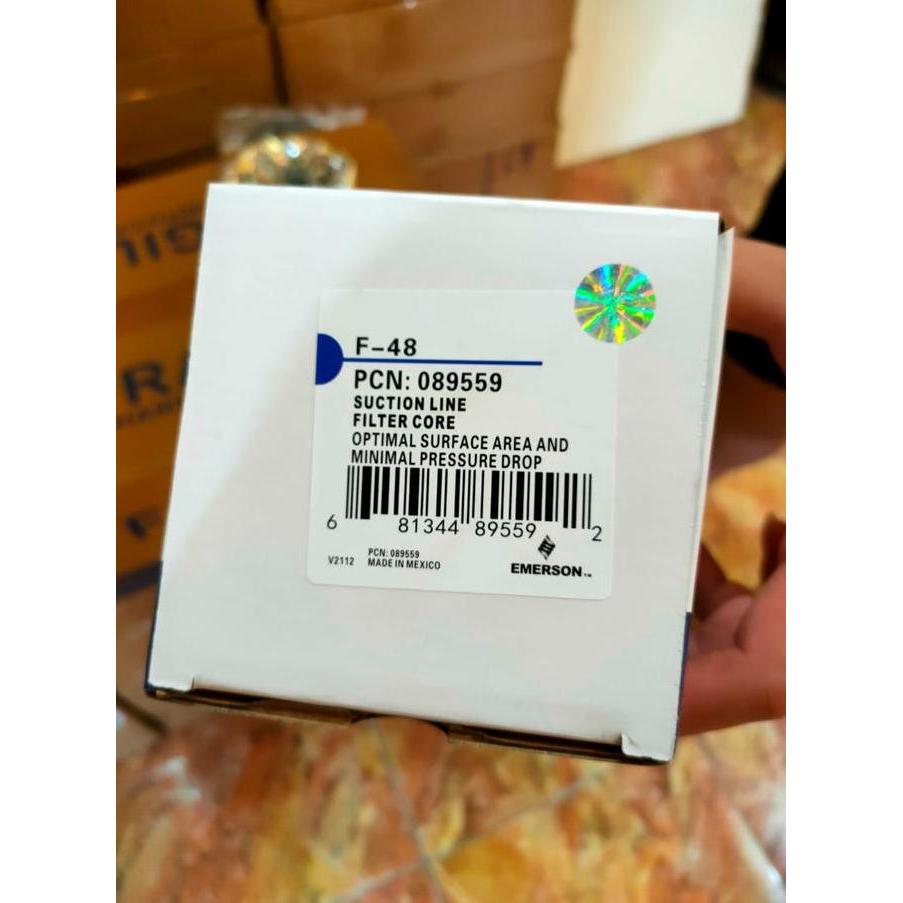 F-48
PCN: 089559
SUCTION LINE
FILTER CORE
OPTIMAL SURFACE AREA AND
MINIMAL PRESSURE DROP
6 81344 89559 2
V2112
PCN: 089559
MADE IN MEXICO
EMERSON™